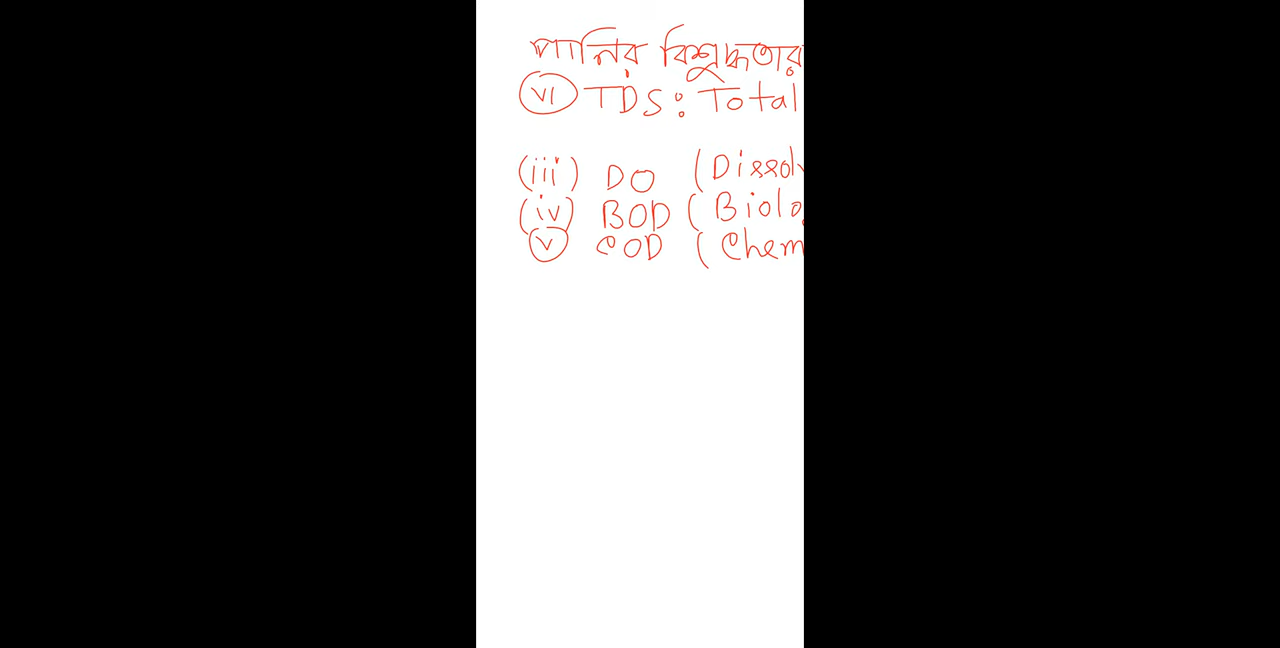 পানির বিশুদ্ধতার
(vi) TDS: Total
(iii) DO (Dissolv
(iv) BOD (Biolog
(v) COD (Chem